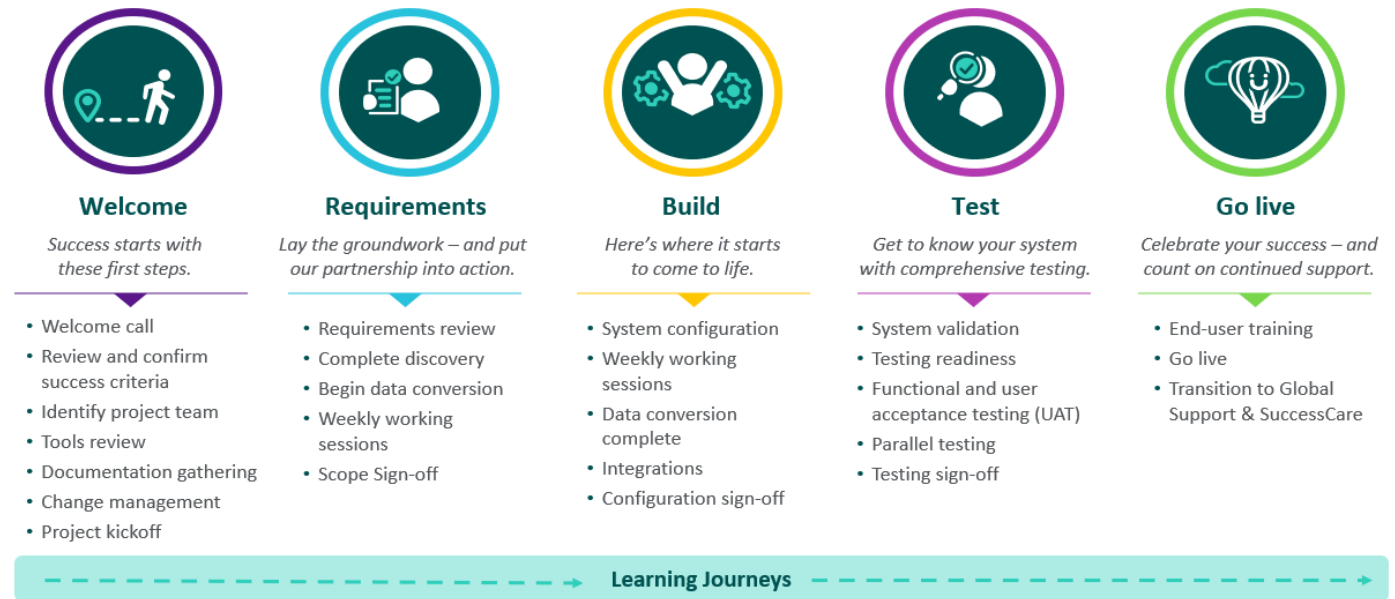 Welcome
Success starts with
these first steps.
• Welcome call
• Review and confirm
success criteria
• Identify project team
• Tools review
• Documentation gathering
• Change management
• Project kickoff
Requirements
Lay the groundwork – and put
our partnership into action.
• Requirements review
• Complete discovery
• Begin data conversion
• Weekly working
sessions
• Scope Sign-off
Build
Here’s where it starts
to come to life.
• System configuration
• Weekly working
sessions
• Data conversion
complete
• Integrations
• Configuration sign-off
Test
Get to know your system
with comprehensive testing.
• System validation
• Testing readiness
• Functional and user
acceptance testing (UAT)
• Parallel testing
• Testing sign-off
Go live
Celebrate your success – and
count on continued support.
• End-user training
• Go live
• Transition to Global
Support & SuccessCare
Learning Journeys